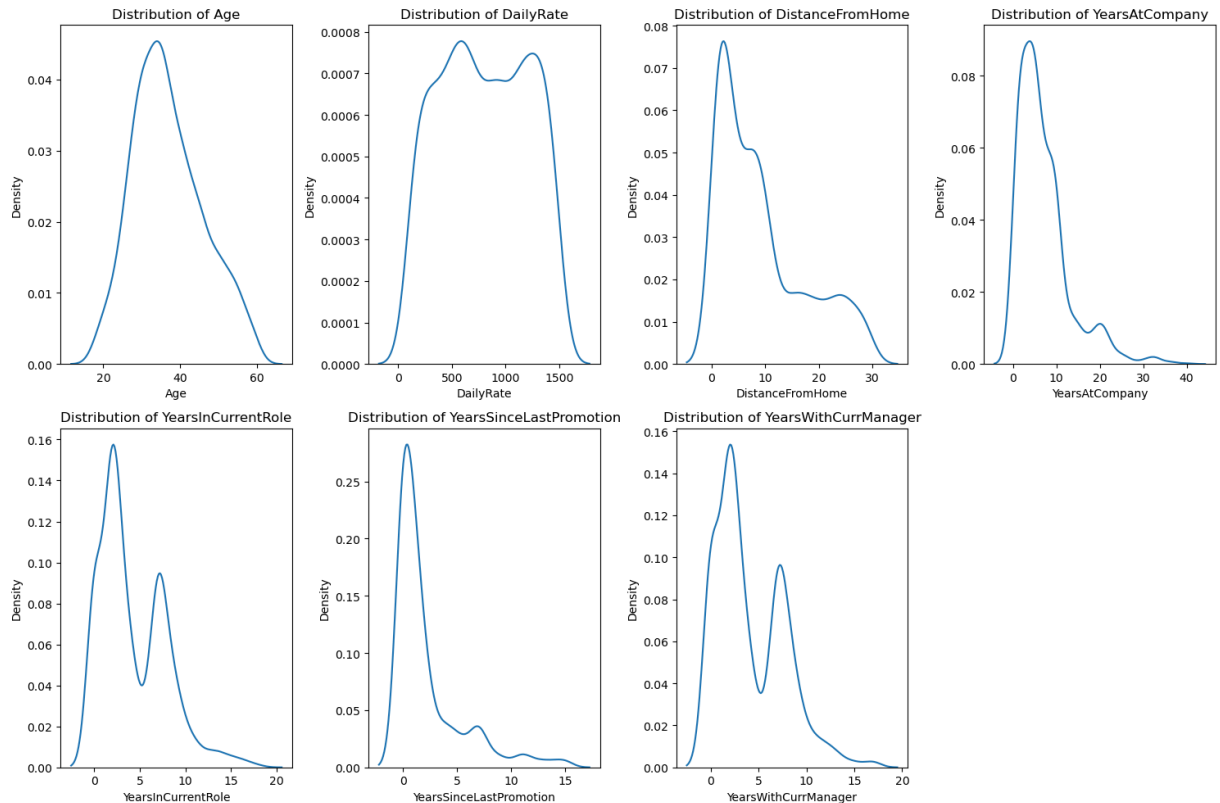 Distribution of Age
0.04
0.03
0.02
0.01
0.00
Density
20 40 60
Age
Distribution of DailyRate
0.0008
0.0007
0.0006
0.0005
0.0004
0.0003
0.0002
0.0001
0.0000
Density
0 500 1000 1500
DailyRate
Distribution of DistanceFromHome
0.08
0.07
0.06
0.05
0.04
0.03
0.02
0.01
0.00
Density
0 10 20 30
DistanceFromHome
Distribution of YearsAtCompany
0.08
0.06
0.04
0.02
0.00
Density
0 10 20 30 40
YearsAtCompany
Distribution of YearsInCurrentRole
0.16
0.14
0.12
0.10
0.08
0.06
0.04
0.02
0.00
Density
0 5 10 15 20
YearsInCurrentRole
Distribution of YearsSinceLastPromotion
0.25
0.20
0.15
0.10
0.05
0.00
Density
0 5 10 15
YearsSinceLastPromotion
Distribution of YearsWithCurrManager
0.16
0.14
0.12
0.10
0.08
0.06
0.04
0.02
0.00
Density
0 5 10 15 20
YearsWithCurrManager